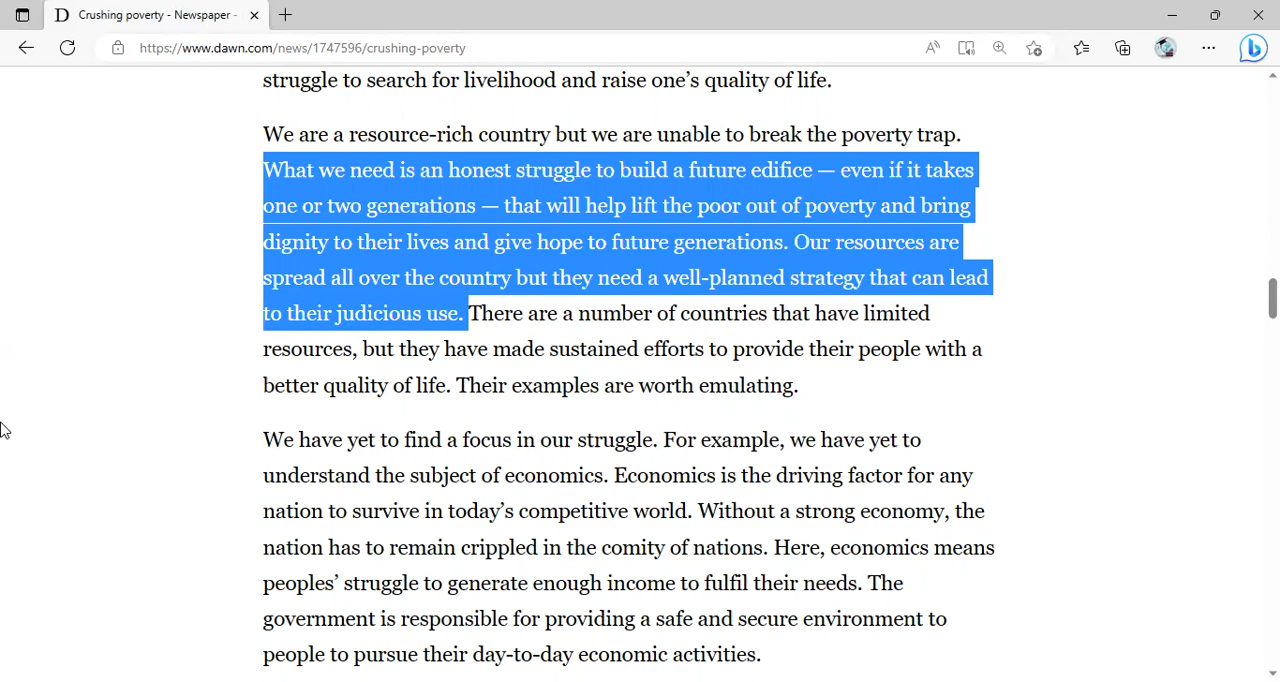 Crushing poverty - Newspaper -
https://www.dawn.com/news/1747596/crushing-poverty
struggle to search for livelihood and raise one’s quality of life.
We are a resource-rich country but we are unable to break the poverty trap.
What we need is an honest struggle to build a future edifice — even if it takes
one or two generations — that will help lift the poor out of poverty and bring
dignity to their lives and give hope to future generations. Our resources are
spread all over the country but they need a well-planned strategy that can lead
to their judicious use. There are a number of countries that have limited
resources, but they have made sustained efforts to provide their people with a
better quality of life. Their examples are worth emulating.
We have yet to find a focus in our struggle. For example, we have yet to
understand the subject of economics. Economics is the driving factor for any
nation to survive in today’s competitive world. Without a strong economy, the
nation has to remain crippled in the comity of nations. Here, economics means
peoples’ struggle to generate enough income to fulfil their needs. The
government is responsible for providing a safe and secure environment to
people to pursue their day-to-day economic activities.